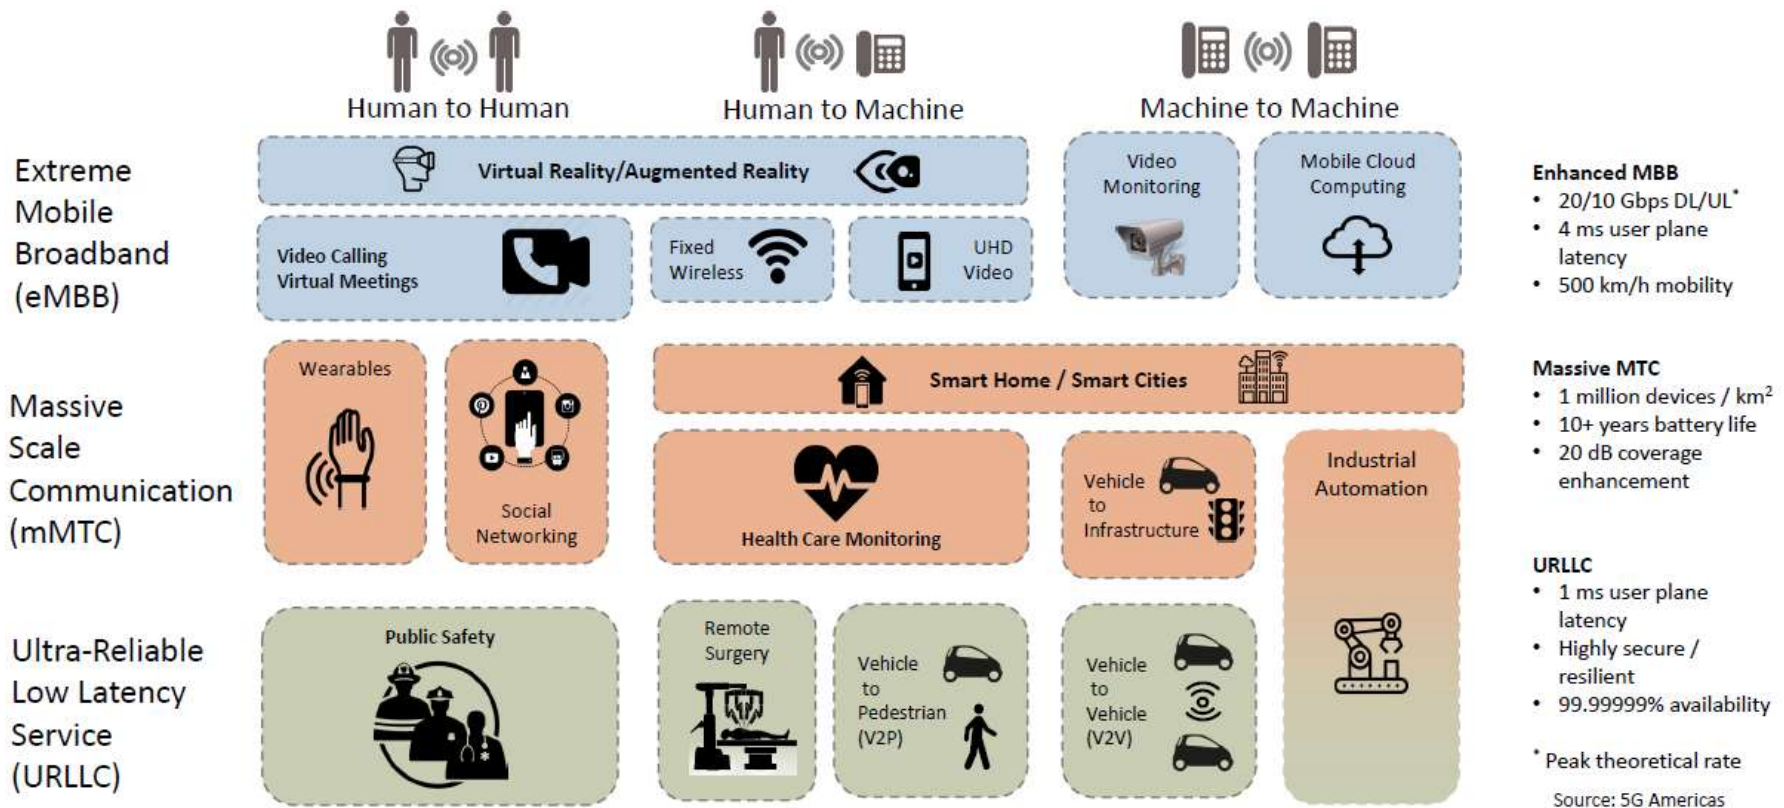 Human to Human
Human to Machine
Machine to Machine
Extreme
Mobile
Broadband
(eMBB)
Virtual Reality/Augmented Reality
Video Calling
Virtual Meetings
Fixed
Wireless
UHD
Video
Video
Monitoring
Mobile Cloud
Computing
Enhanced MBB
• 20/10 Gbps DL/UL*
• 4 ms user plane
latency
• 500 km/h mobility
Massive
Scale
Communication
(mMTC)
Wearables
Social
Networking
Smart Home / Smart Cities
Health Care Monitoring
Vehicle
to
Infrastructure
Industrial
Automation
Massive MTC
• 1 million devices / km²
• 10+ years battery life
• 20 dB coverage
enhancement
Ultra-Reliable
Low Latency
Service
(URLLC)
Public Safety
Remote
Surgery
Vehicle
to
Pedestrian
(V2P)
Vehicle
to
Vehicle
(V2V)
URLLC
• 1 ms user plane
latency
• Highly secure /
resilient
• 99.99999% availability
* Peak theoretical rate
Source: 5G Americas